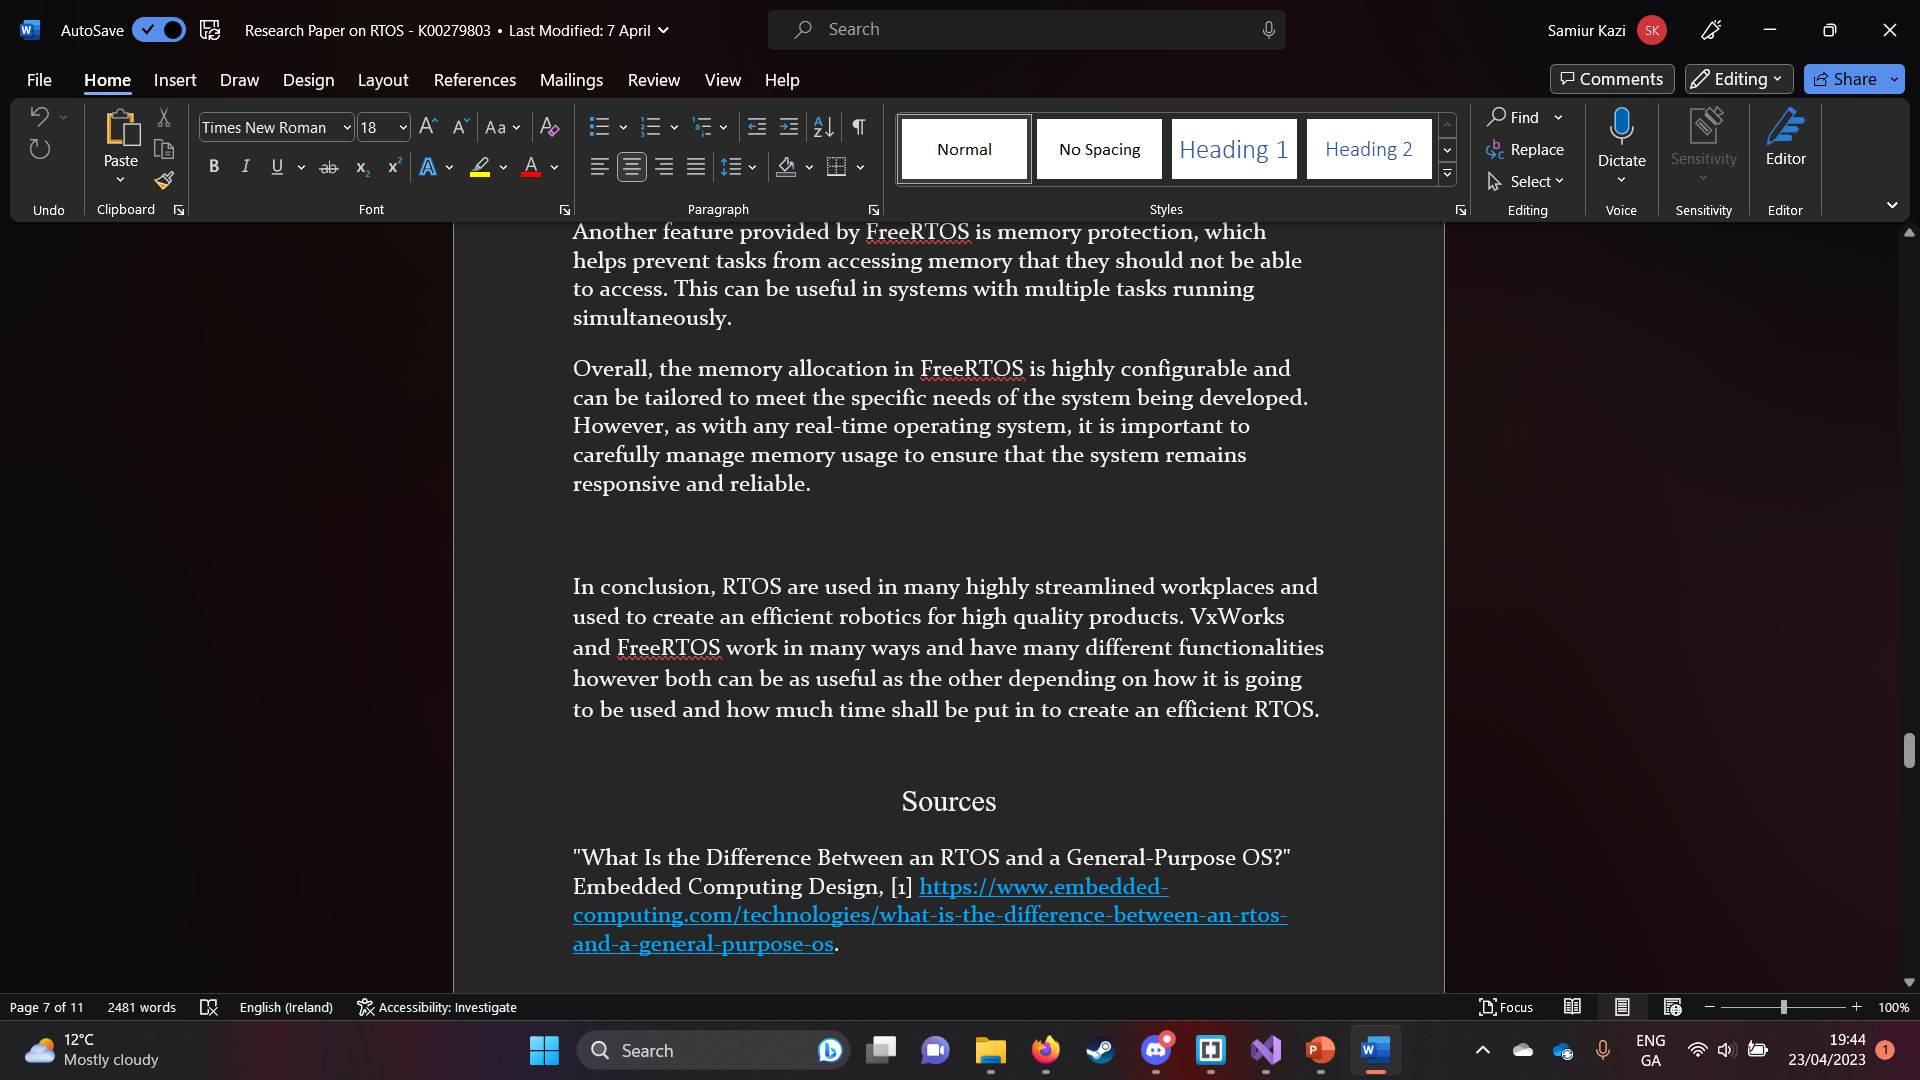 AutoSave
Research Paper on RTOS - K00279803 • Last Modified: 7 April
Search
Samiur Kazi
SK
File Home Insert Draw Design Layout References Mailings Review View Help
Comments
Editing
Share
Undo
Paste
Clipboard
Times New Roman
18
Font
Paragraph
Normal
No Spacing
Heading 1
Heading 2
Styles
Find
Replace
Select
Editing
Dictate
Voice
Sensitivity
Sensitivity
Editor
Editor
Another feature provided by FreeRTOS is memory protection, which
helps prevent tasks from accessing memory that they should not be able
to access. This can be useful in systems with multiple tasks running
simultaneously.
Overall, the memory allocation in FreeRTOS is highly configurable and
can be tailored to meet the specific needs of the system being developed.
However, as with any real-time operating system, it is important to
carefully manage memory usage to ensure that the system remains
responsive and reliable.
In conclusion, RTOS are used in many highly streamlined workplaces and
used to create an efficient robotics for high quality products. VxWorks
and FreeRTOS work in many ways and have many different functionalities
however both can be as useful as the other depending on how it is going
to be used and how much time shall be put in to create an efficient RTOS.
Sources
"What Is the Difference Between an RTOS and a General-Purpose OS?"
Embedded Computing Design, [1] https://www.embedded-
computing.com/technologies/what-is-the-difference-between-an-rtos-
and-a-general-purpose-os.
Page 7 of 11
2481 words
English (Ireland)
Accessibility: Investigate
Focus
100%
12°C
Mostly cloudy
Search
ENG
GA
19:44
23/04/2023
1